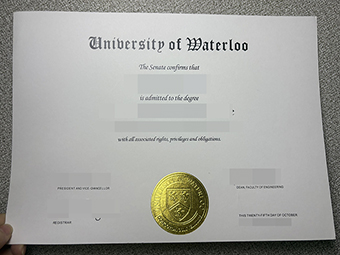 University of Waterloo
The Senate confirms that
is admitted to the degree
with all associated rights, privileges and obligations.
PRESIDENT AND VICE-CHANCELLOR
DEAN, FACULTY OF ENGINEERING
REGISTRAR
THIS TWENTY-FIFTH DAY OF OCTOBER